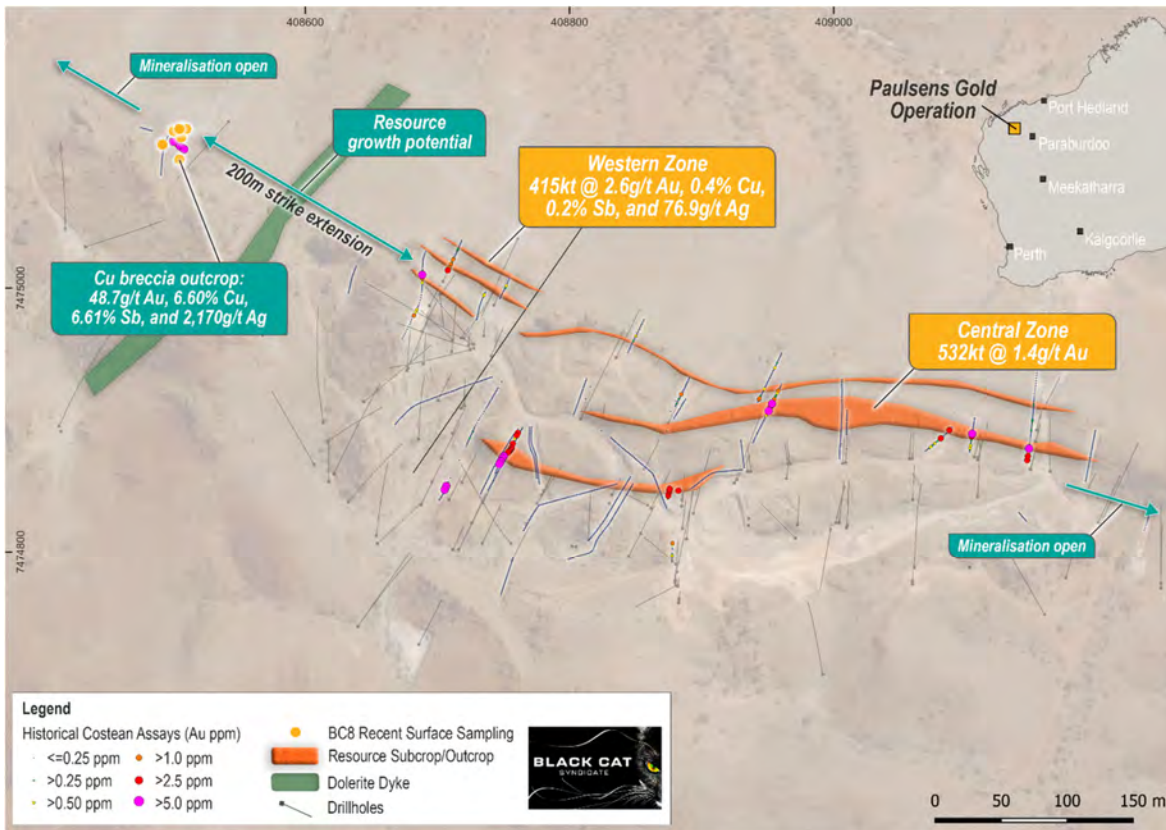 408600
408800
409000
Mineralisation open
Resource
growth potential
200m strike extension
Western Zone
415kt @ 2.6g/t Au, 0.4% Cu,
0.2% Sb, and 76.9g/t Ag
Paulsens Gold
Operation
Port Hedland
Paraburdoo
Meekatharra
Kalgoorlie
Perth
7475000
Cu breccia outcrop:
48.7g/t Au, 6.60% Cu,
6.61% Sb, and 2,170g/t Ag
Central Zone
532kt @ 1.4g/t Au
7474800
Mineralisation open
Legend
Historical Costean Assays (Au ppm)
<=0.25 ppm
>0.25 ppm
>0.50 ppm
>1.0 ppm
>2.5 ppm
>5.0 ppm
BC8 Recent Surface Sampling
Resource Subcrop/Outcrop
Dolerite Dyke
Drillholes
BLACK CAT
SYNDICATE
0 50 100 150 m